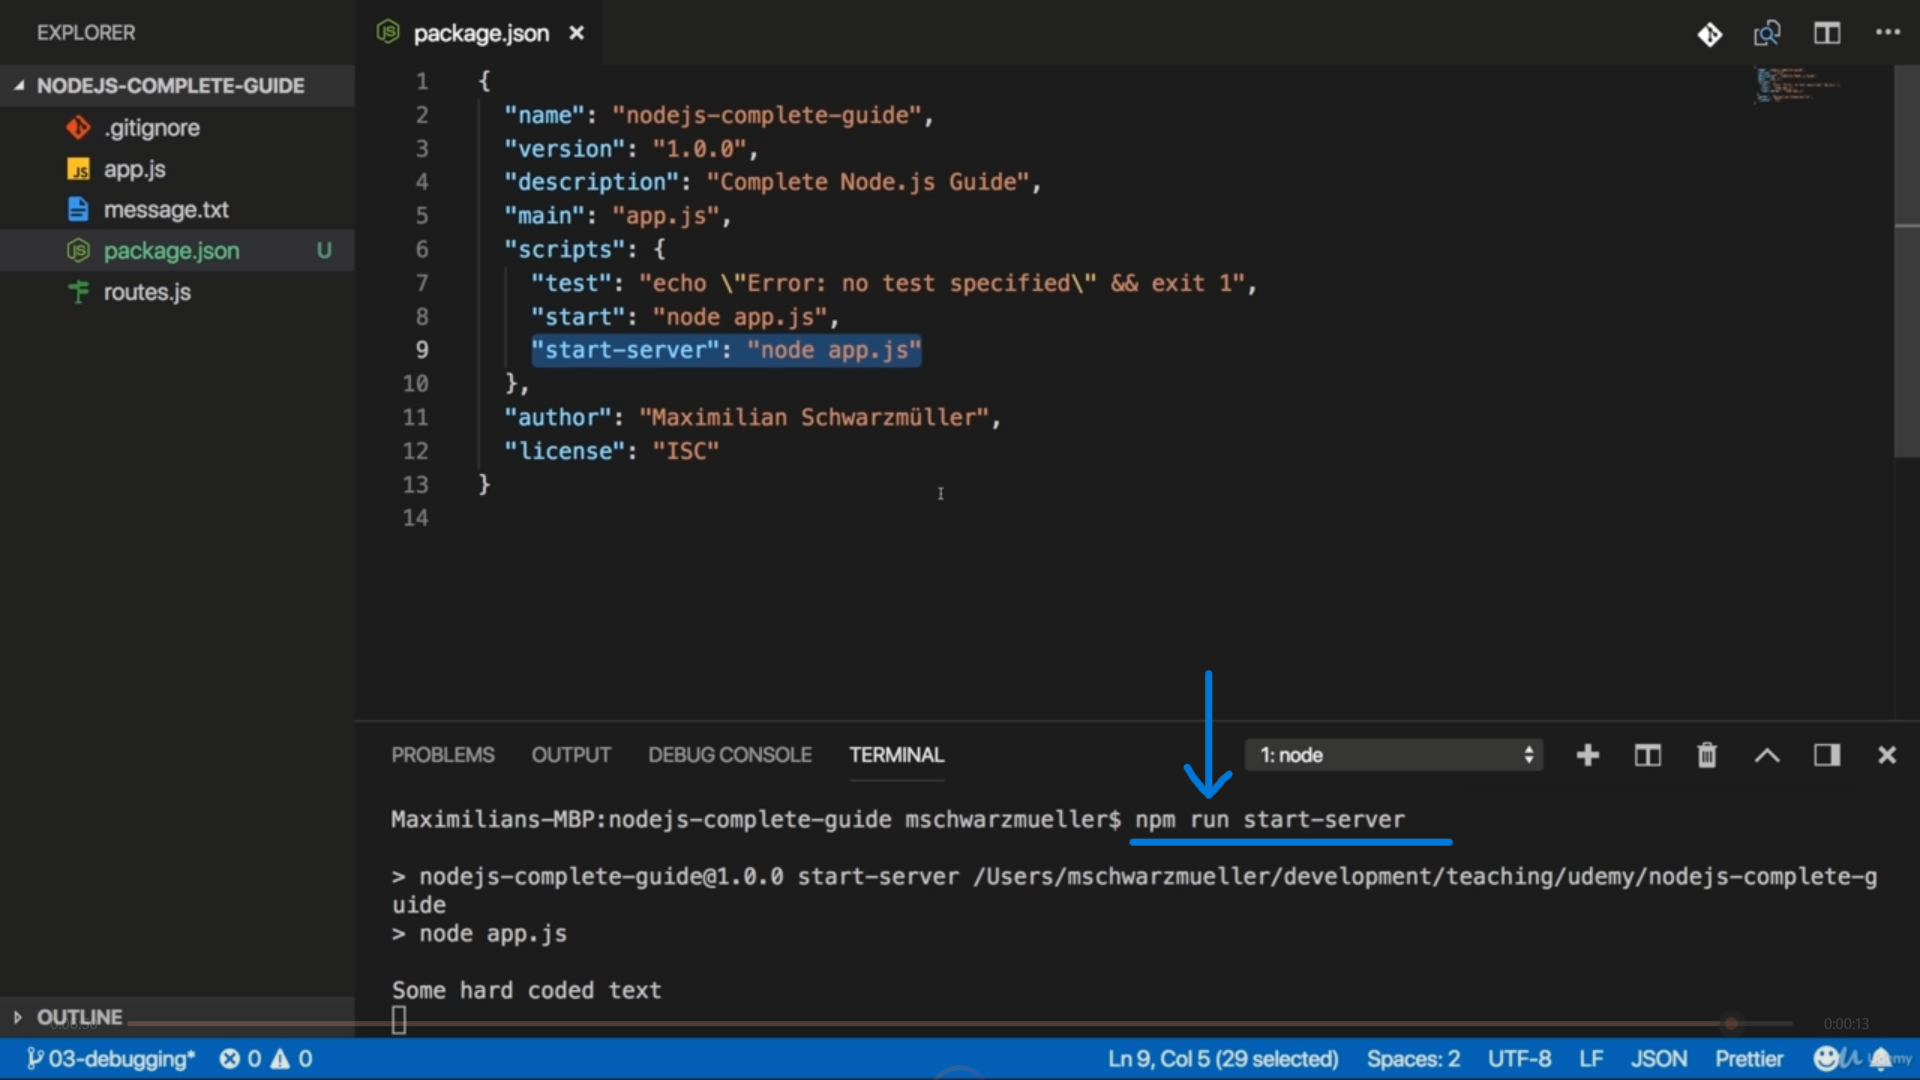 EXPLORER
NODEJS-COMPLETE-GUIDE
.gitignore
JS app.js
message.txt
package.json U
routes.js
OUTLINE
package.json
1 {
2 "name": "nodejs-complete-guide",
3 "version": "1.0.0",
4 "description": "Complete Node.js Guide",
5 "main": "app.js",
6 "scripts": {
7 "test": "echo \"Error: no test specified\" && exit 1",
8 "start": "node app.js",
9 "start-server": "node app.js"
10 },
11 "author": "Maximilian Schwarzmüller",
12 "license": "ISC"
13 }
14
PROBLEMS OUTPUT DEBUG CONSOLE TERMINAL 1: node
Maximilians-MBP:nodejs-complete-guide mschwarzmueller$ npm run start-server
> nodejs-complete-guide@1.0.0 start-server /Users/mschwarzmueller/development/teaching/udemy/nodejs-complete-g
uide
> node app.js
Some hard coded text
0:00:13
03-debugging* 0 0 Ln 9, Col 5 (29 selected) Spaces: 2 UTF-8 LF JSON Prettier